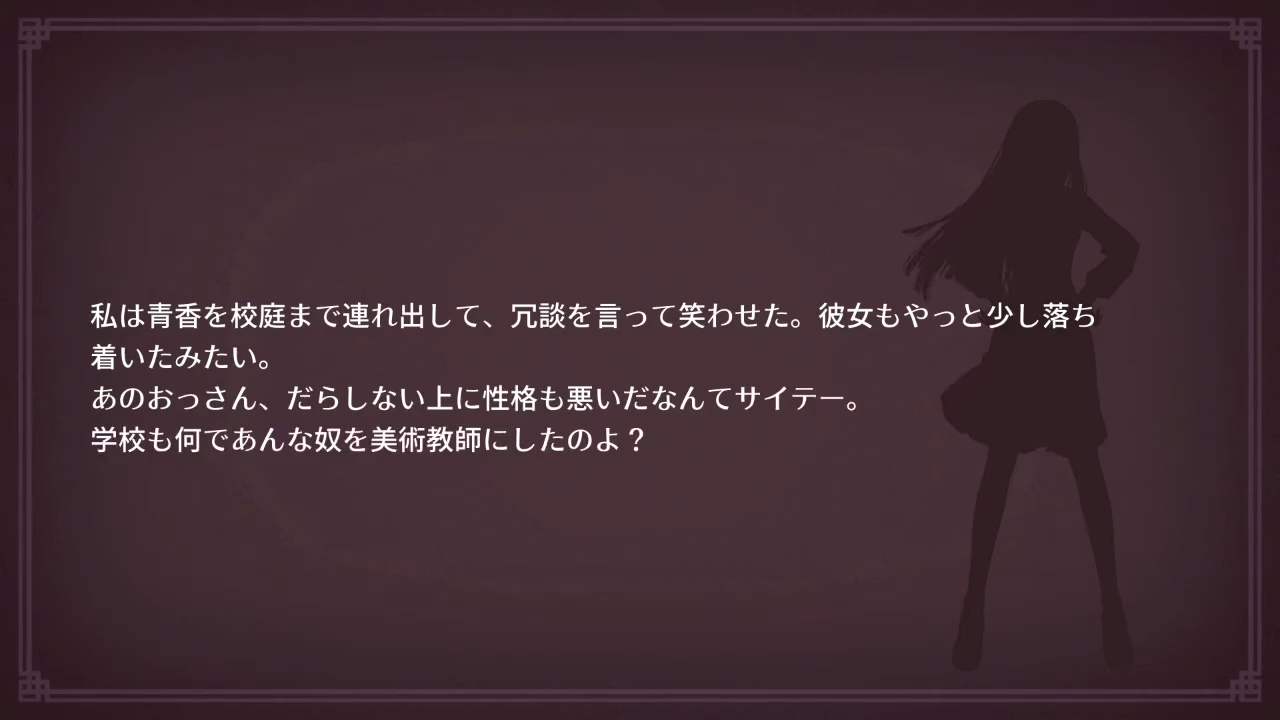 私は青香を校庭まで連れ出して、冗談を言って笑わせた。彼女もやっと少し落ち
着いたみたい。
あのおっさん、だらしない上に性格も悪いだなんてサイテー。
学校も何であんな奴を美術教師にしたのよ？